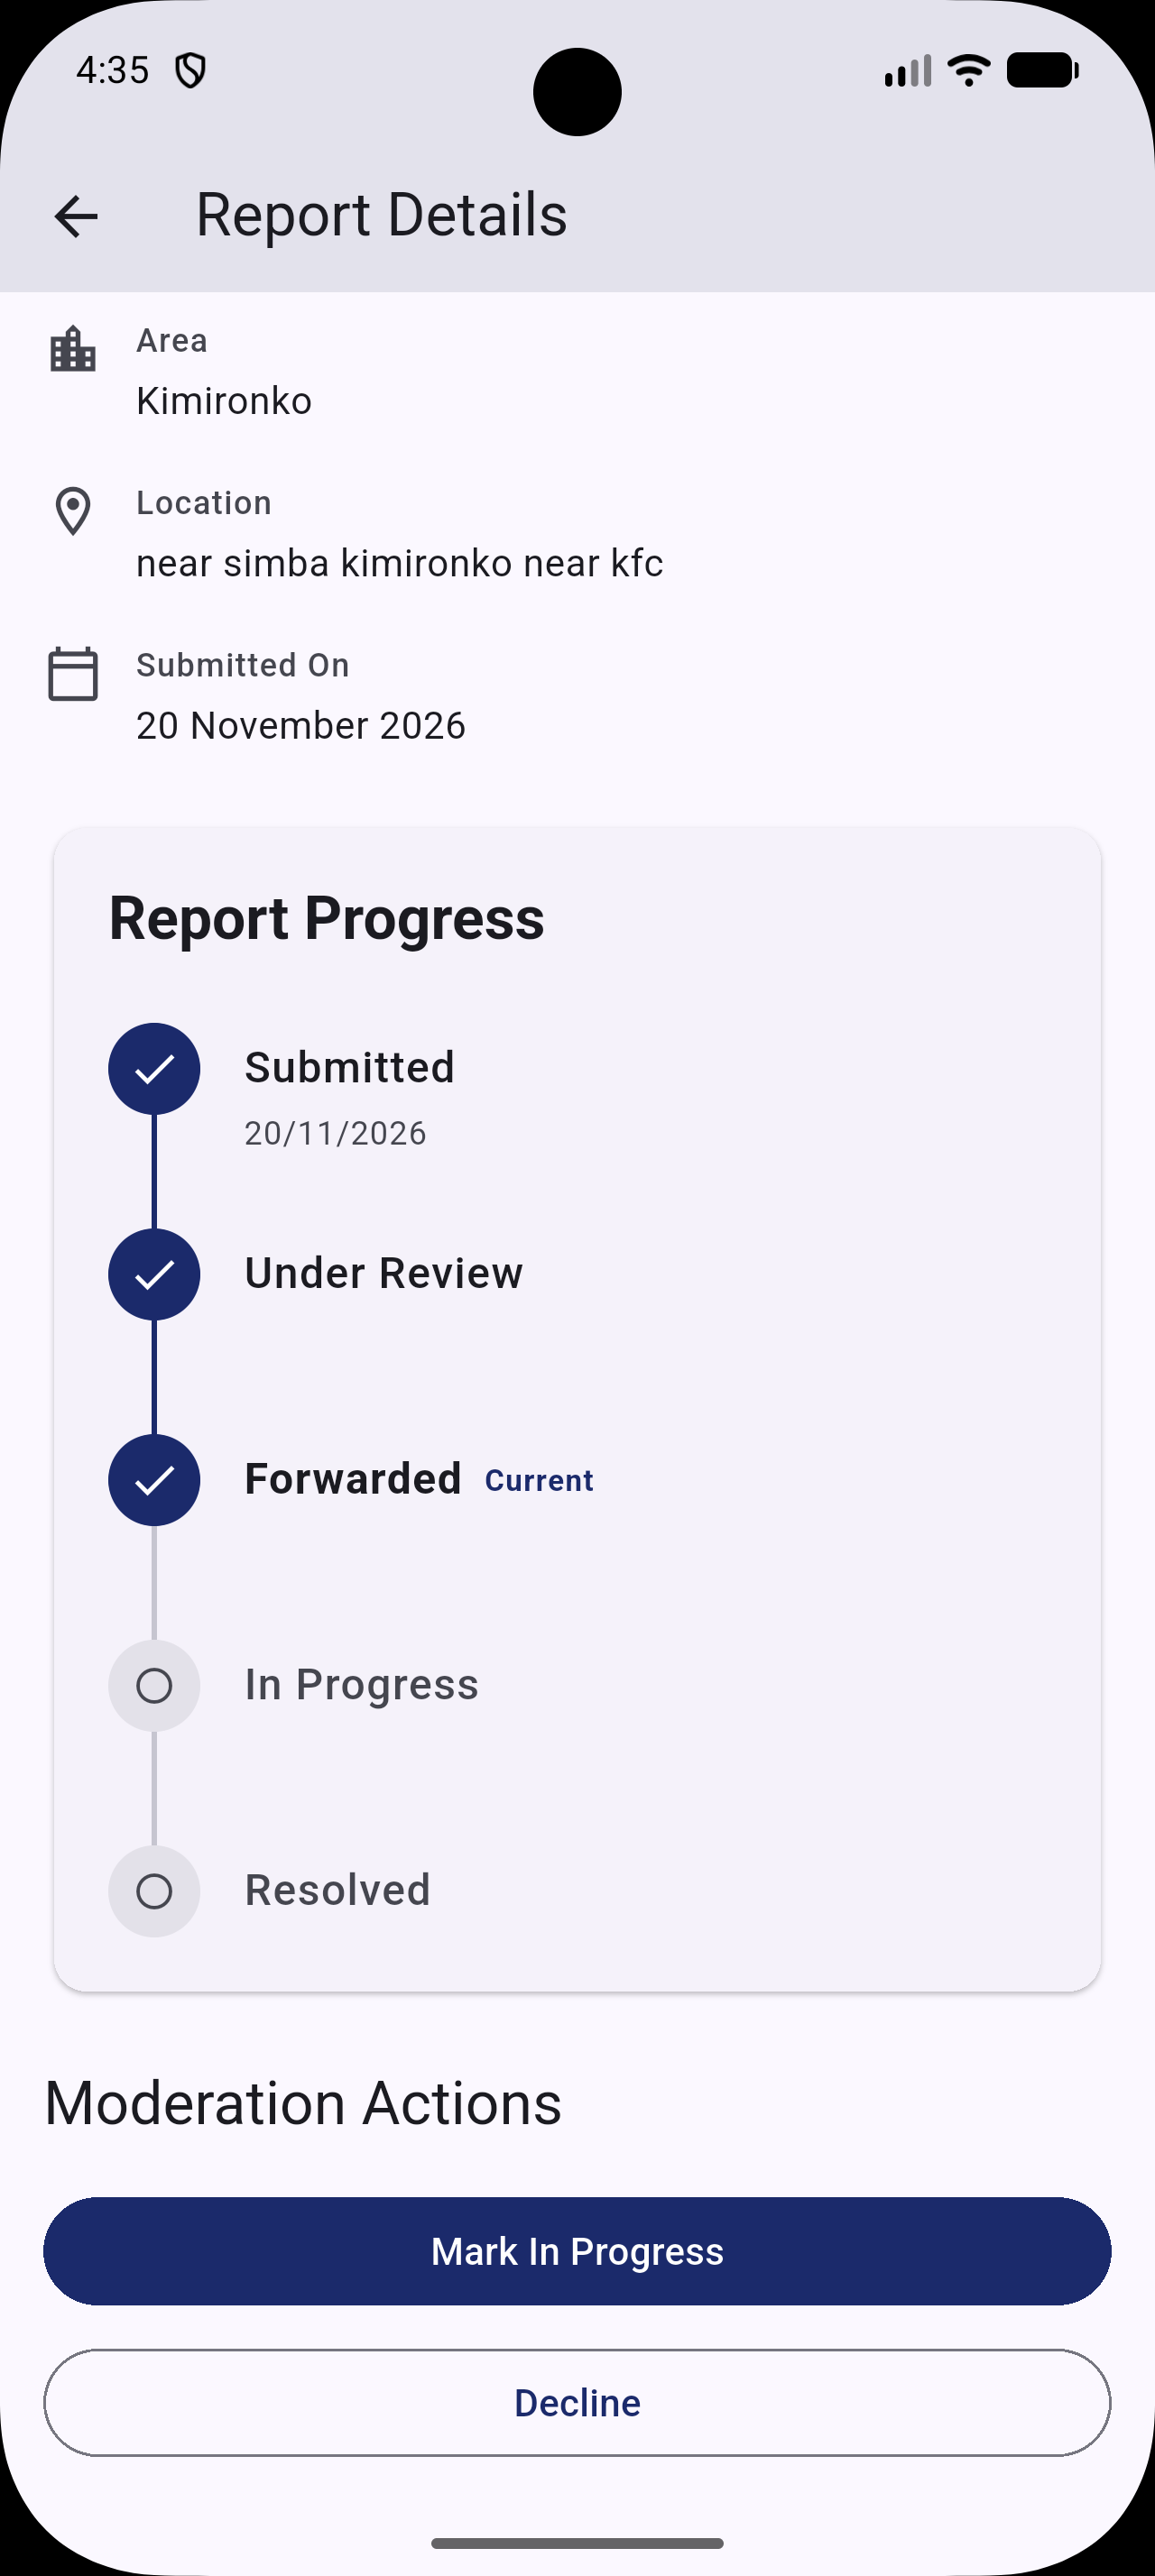 4:35
Report Details
Area
Kimironko
Location
near simba kimironko near kfc
Submitted On
20 November 2026
Report Progress
Submitted
20/11/2026
Under Review
Forwarded Current
In Progress
Resolved
Moderation Actions
Mark In Progress
Decline